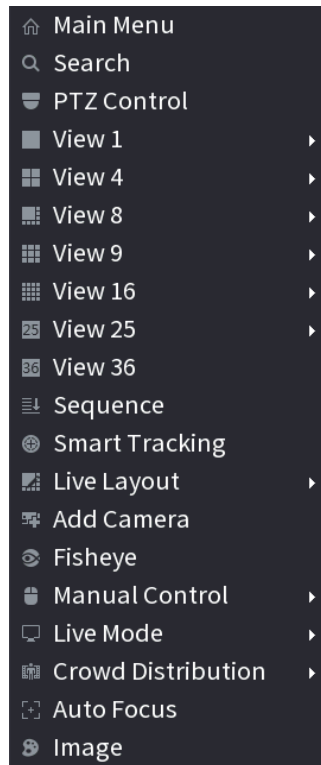 Main Menu
Search
PTZ Control
View 1
View 4
View 8
View 9
View 16
25 View 25
36 View 36
Sequence
Smart Tracking
Live Layout
Add Camera
Fisheye
Manual Control
Live Mode
Crowd Distribution
Auto Focus
Image